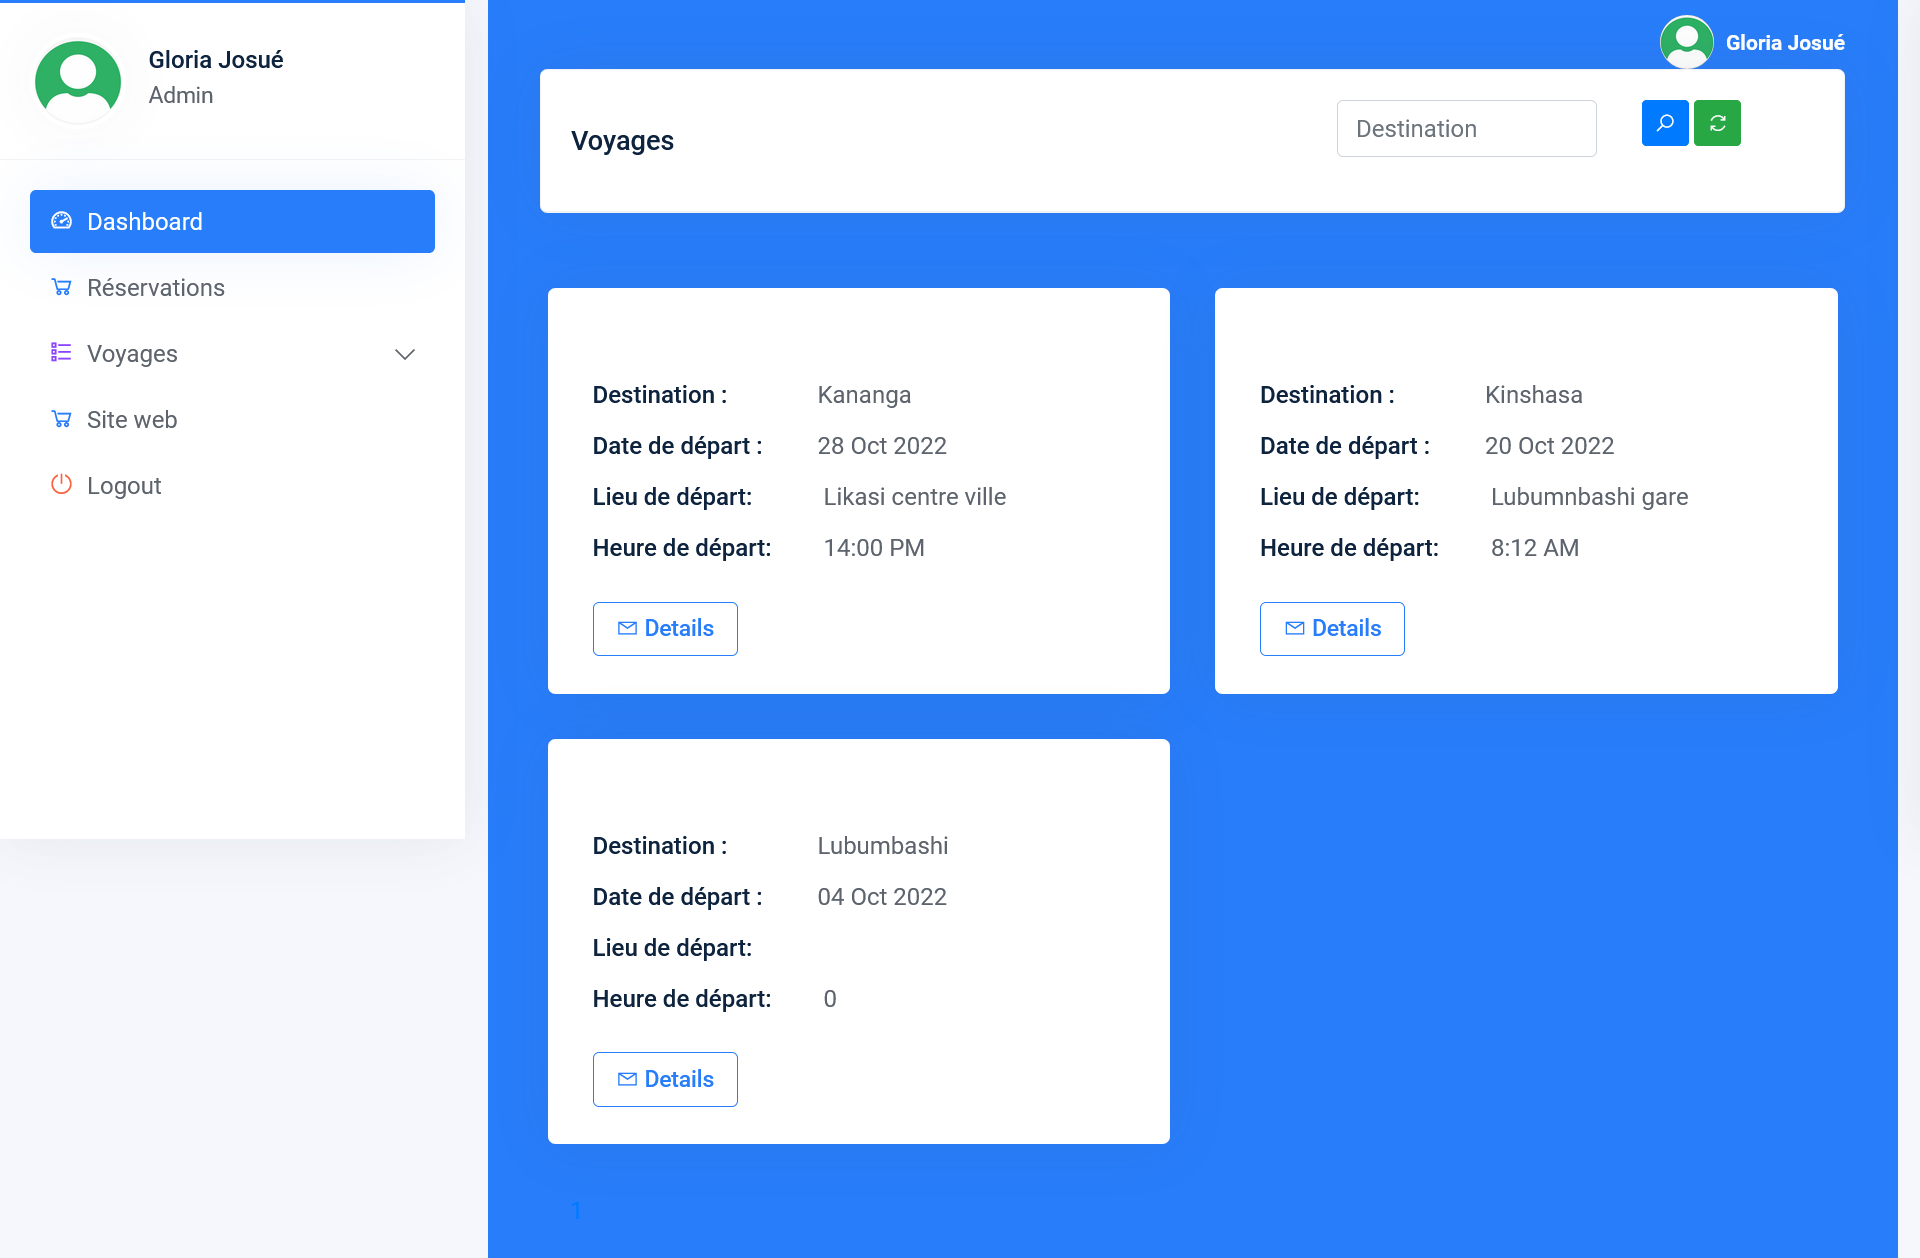 Gloria Josué
Admin
Dashboard
Réservations
Voyages
Site web
Logout
Gloria Josué
Voyages
Destination
Destination : Kananga
Date de départ : 28 Oct 2022
Lieu de départ: Likasi centre ville
Heure de départ: 14:00 PM
Details
Destination : Kinshasa
Date de départ : 20 Oct 2022
Lieu de départ: Lubumnbashi gare
Heure de départ: 8:12 AM
Details
Destination : Lubumbashi
Date de départ : 04 Oct 2022
Lieu de départ:
Heure de départ: 0
Details
1